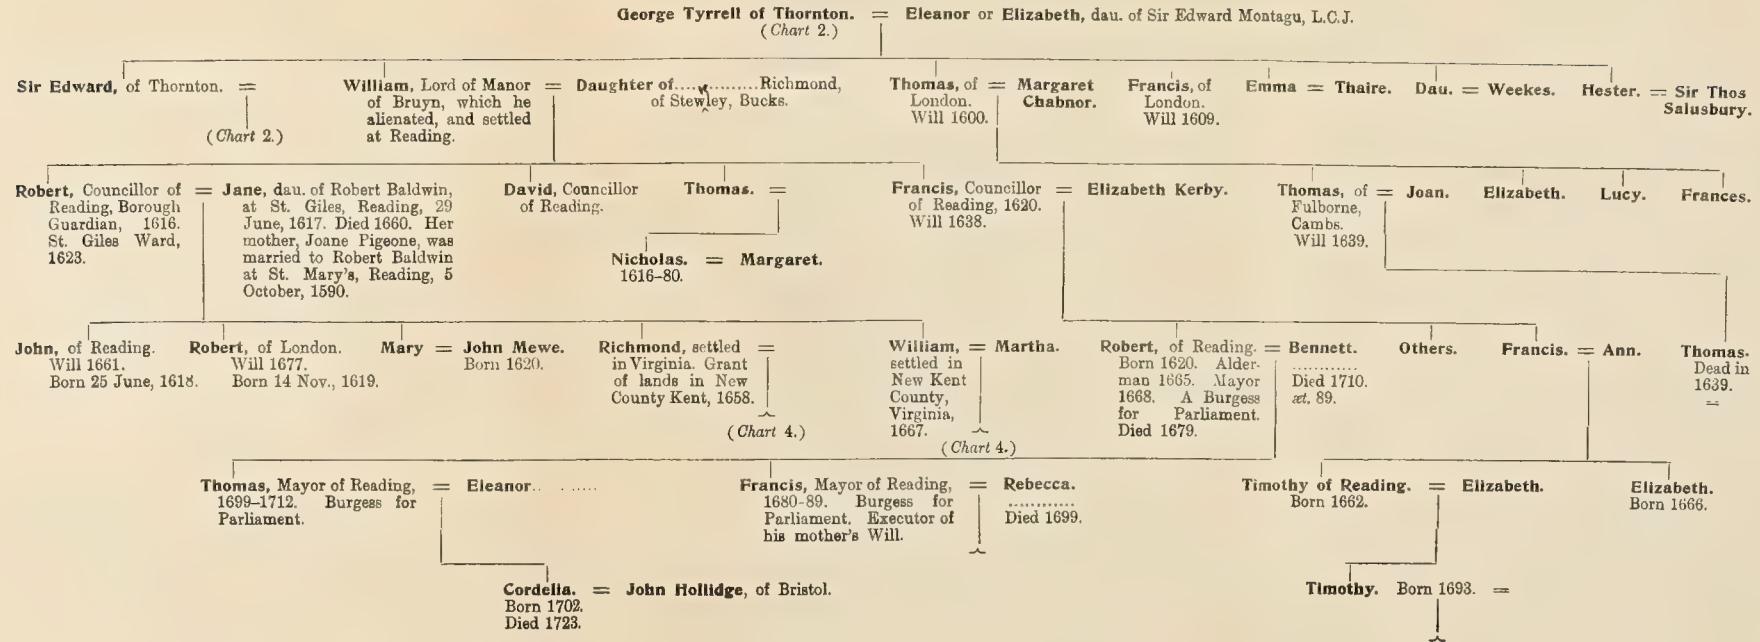 George Tyrrell of Thornton. = Eleanor or Elizabeth, dau. of Sir Edward Montagu, L.C.J.
(Chart 2.)
Sir Edward, of Thornton. =
(Chart 2.)
William, Lord of Manor = Daughter of..............Richmond,
of Bruyn, which he
alienated, and settled
at Reading.
of Stewley, Bucks.
Thomas, of = Margaret
London.
Will 1600.
Chabnor.
Francis, of
London.
Will 1609.
Emma = Thaire.
Dau. = Weekes.
Hester. = Sir Thos
Salusbury.
Robert, Councillor of =
Reading, Borough
Guardian, 1616.
St. Giles Ward,
1623.
Jane, dau. of Robert Baldwin,
at St. Giles, Reading, 29
June, 1617. Died 1660. Her
mother, Joane Pigeone, was
married to Robert Baldwin
at St. Mary's, Reading, 5
October, 1590.
David, Councillor
of Reading.
Thomas. =
Nicholas. = Margaret.
1616-80.
Francis, Councillor = Elizabeth Kerby.
of Reading, 1620.
Will 1638.
Thomas, of = Joan.
Fulborne,
Cambs.
Will 1639.
Elizabeth.
Lucy.
Frances.
John, of Reading.
Will 1661.
Born 25 June, 1618.
Robert, of London.
Will 1677.
Born 14 Nov., 1619.
Mary = John Mewe.
Born 1620.
Richmond, settled =
in Virginia. Grant
of lands in New
County Kent, 1658.
(Chart 4.)
William, = Martha.
settled in
New Kent
County,
Virginia,
1667.
(Chart 4.)
Robert, of Reading. = Bennett.
Born 1620. Alder-
man 1665. Mayor
1668. A Burgess
for Parliament.
Died 1679.
............
Died 1710.
æt. 89.
Others.
Francis. = Ann.
Thomas.
Dead in
1639.
=
Thomas, Mayor of Reading, = Eleanor.. . ......
1699-1712. Burgess for
Parliament.
Francis, Mayor of Reading, = Rebecca.
1680-89. Burgess for
Parliament. Executor of
his mother's Will.
............
Died 1699.
Timothy of Reading. = Elizabeth.
Born 1662.
Elizabeth.
Born 1666.
Cordelia. = John Hollidge, of Bristol.
Born 1702.
Died 1723.
Timothy. Born 1693. =